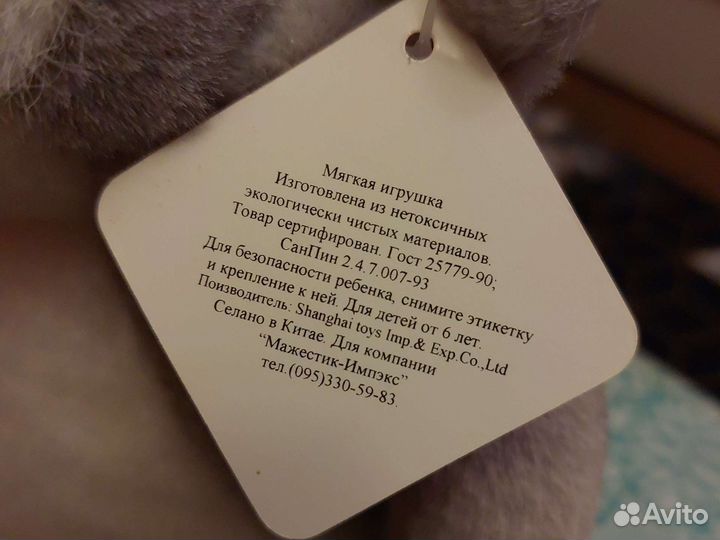 Мягкая игрушка
Изготовлена из нетоксичных
экологически чистых материалов.
Товар сертифицирован. Гост 25779-90;
СанПин 2.4.7.007-93
Для безопасности ребенка, снимите этикетку
и крепление к ней. Для детей от 6 лет.
Поизводитель: Shanghai toys Imp.& Exp.Co.,Ltd
Селано в Китае. Для компании
“Мажестик-Импэкс”
тел.(095)330-59-83.
Avito